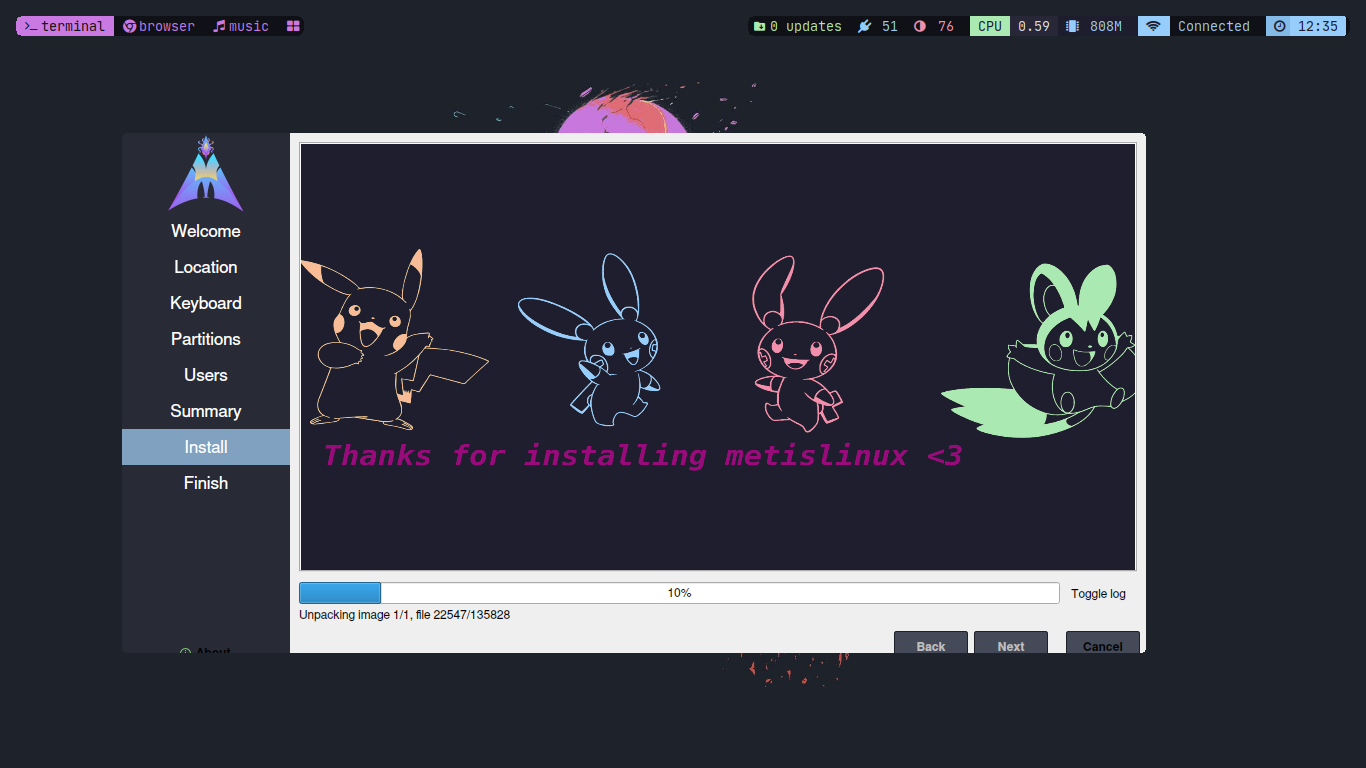 terminal browser music 0 updates 51 76 CPU 0.59 808M Connected 12:35
Welcome
Location
Keyboard
Partitions
Users
Summary
Install
Finish
Thanks for installing metislinux <3
10%
Toggle log
Unpacking image 1/1, file 22547/135828
Back Next Cancel
About